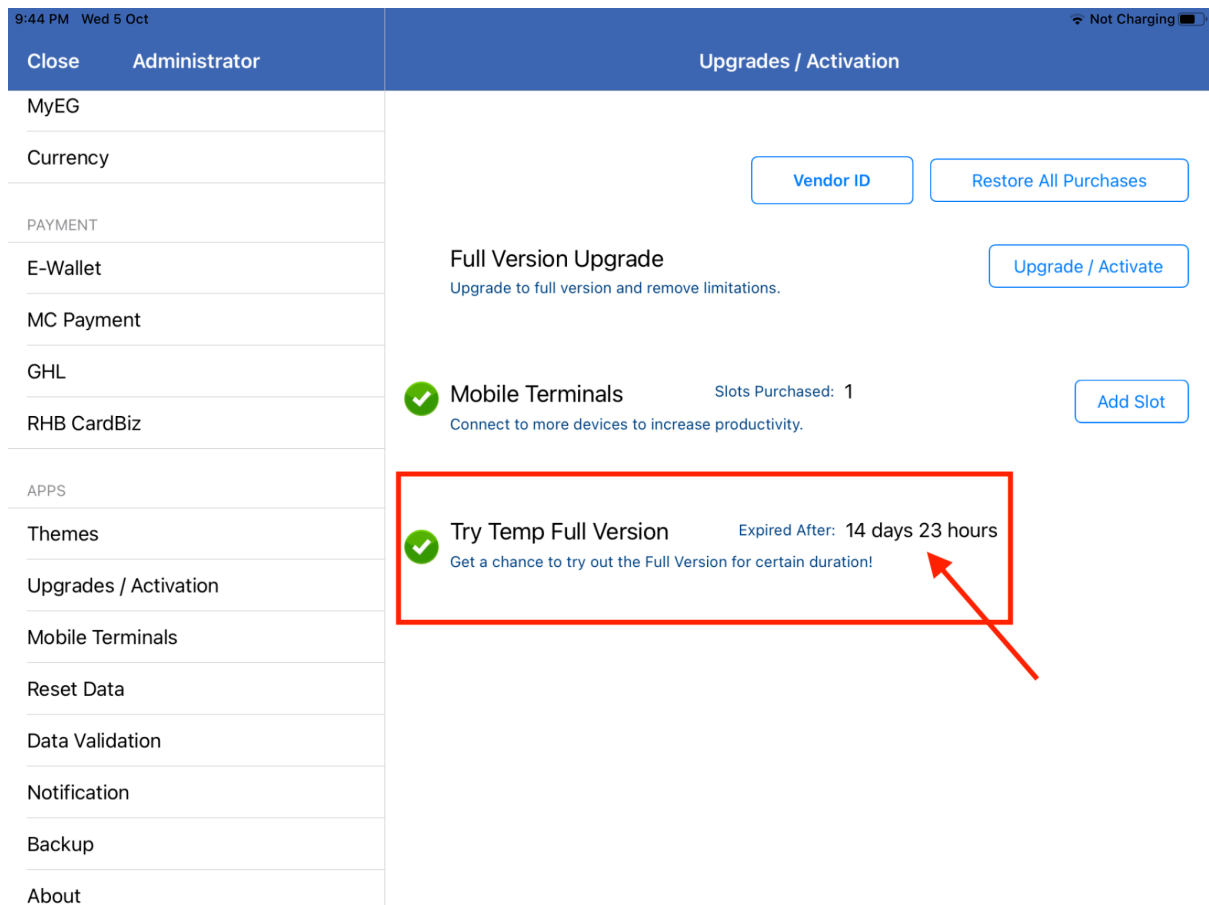 9:44 PM Wed 5 Oct
Not Charging
Close
Administrator
Upgrades / Activation
MyEG
Currency
PAYMENT
E-Wallet
MC Payment
GHL
RHB CardBiz
APPS
Themes
Upgrades / Activation
Mobile Terminals
Reset Data
Data Validation
Notification
Backup
About
Vendor ID
Restore All Purchases
Full Version Upgrade
Upgrade / Activate
Upgrade to full version and remove limitations.
Mobile Terminals
Slots Purchased: 1
Add Slot
Connect to more devices to increase productivity.
Try Temp Full Version
Expired After: 14 days 23 hours
Get a chance to try out the Full Version for certain duration!